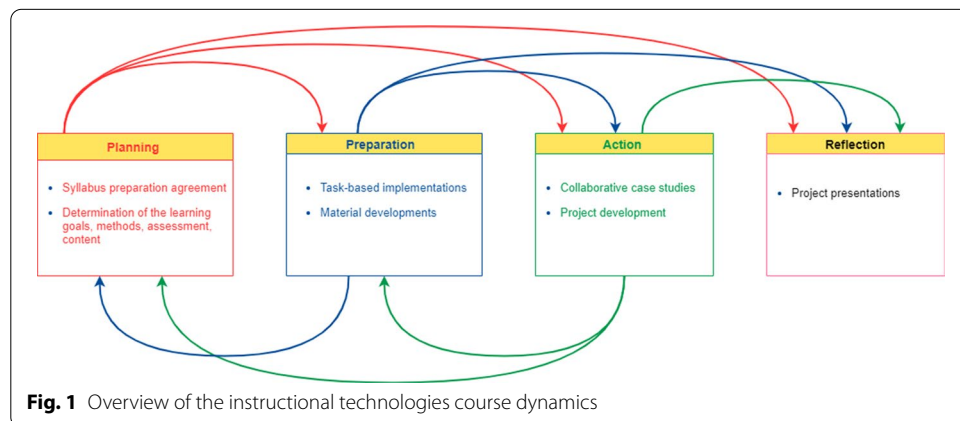 Planning
• Syllabus preparation agreement
• Determination of the learning
goals, methods, assessment,
content
Preparation
• Task-based implementations
• Material developments
Action
• Collaborative case studies
• Project development
Reflection
• Project presentations
Fig. 1 Overview of the instructional technologies course dynamics